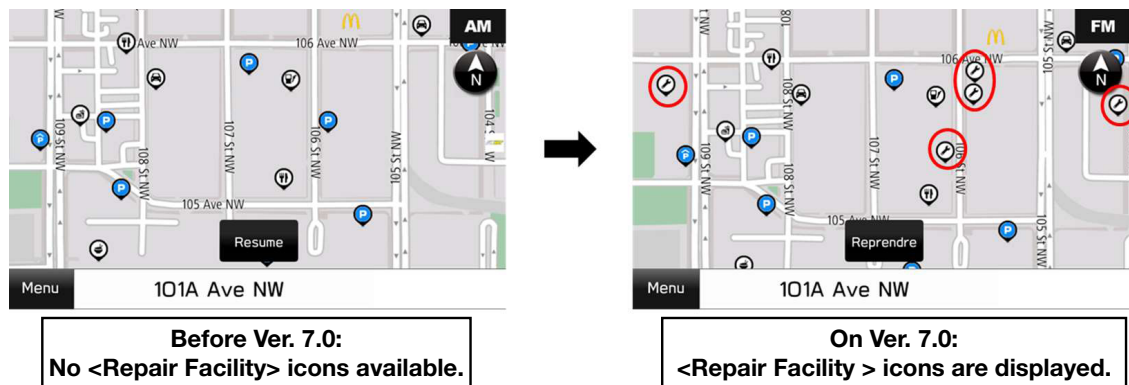 AM
Ave NW
106 Ave NW
N
P
P
P
P
P
P
109 St NW
108 St NW
107 St NW
106 St NW
105 St NW
105 Ave NW
Resume
Menu
101A Ave NW
Before Ver. 7.0:
No <Repair Facility> icons available.
FM
108
106 Ave NW
105 St NW
N
P
P
P
P
P
109 St NW
108 St NW
108 St NW
107 St NW
106 St NW
105 St NW
105 Ave NW
Reprendre
Menu
101A Ave NW
On Ver. 7.0:
<Repair Facility > icons are displayed.